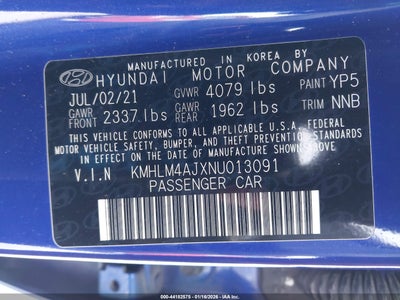 MANUFACTURED IN KOREA BY
HYUNDAI MOTOR COMPANY
JUL/02/21 GVWR 4079 lbs PAINT YP5
GAWR FRONT 2337 lbs GAWR REAR 1962 lbs TRIM NNB
THIS VEHICLE CONFORMS TO ALL APPLICABLE U.S. FEDERAL
MOTOR VEHICLE SAFETY, BUMPER, AND THEFT PREVENTION
STANDARDS IN EFFECT ON THE DATE OF MANUFACTURE SHOWN ABOVE.
V.I.N KMHLM4AJXNU013091
PASSENGER CAR
000-44162575 - 01/16/2026 - IAA Inc.